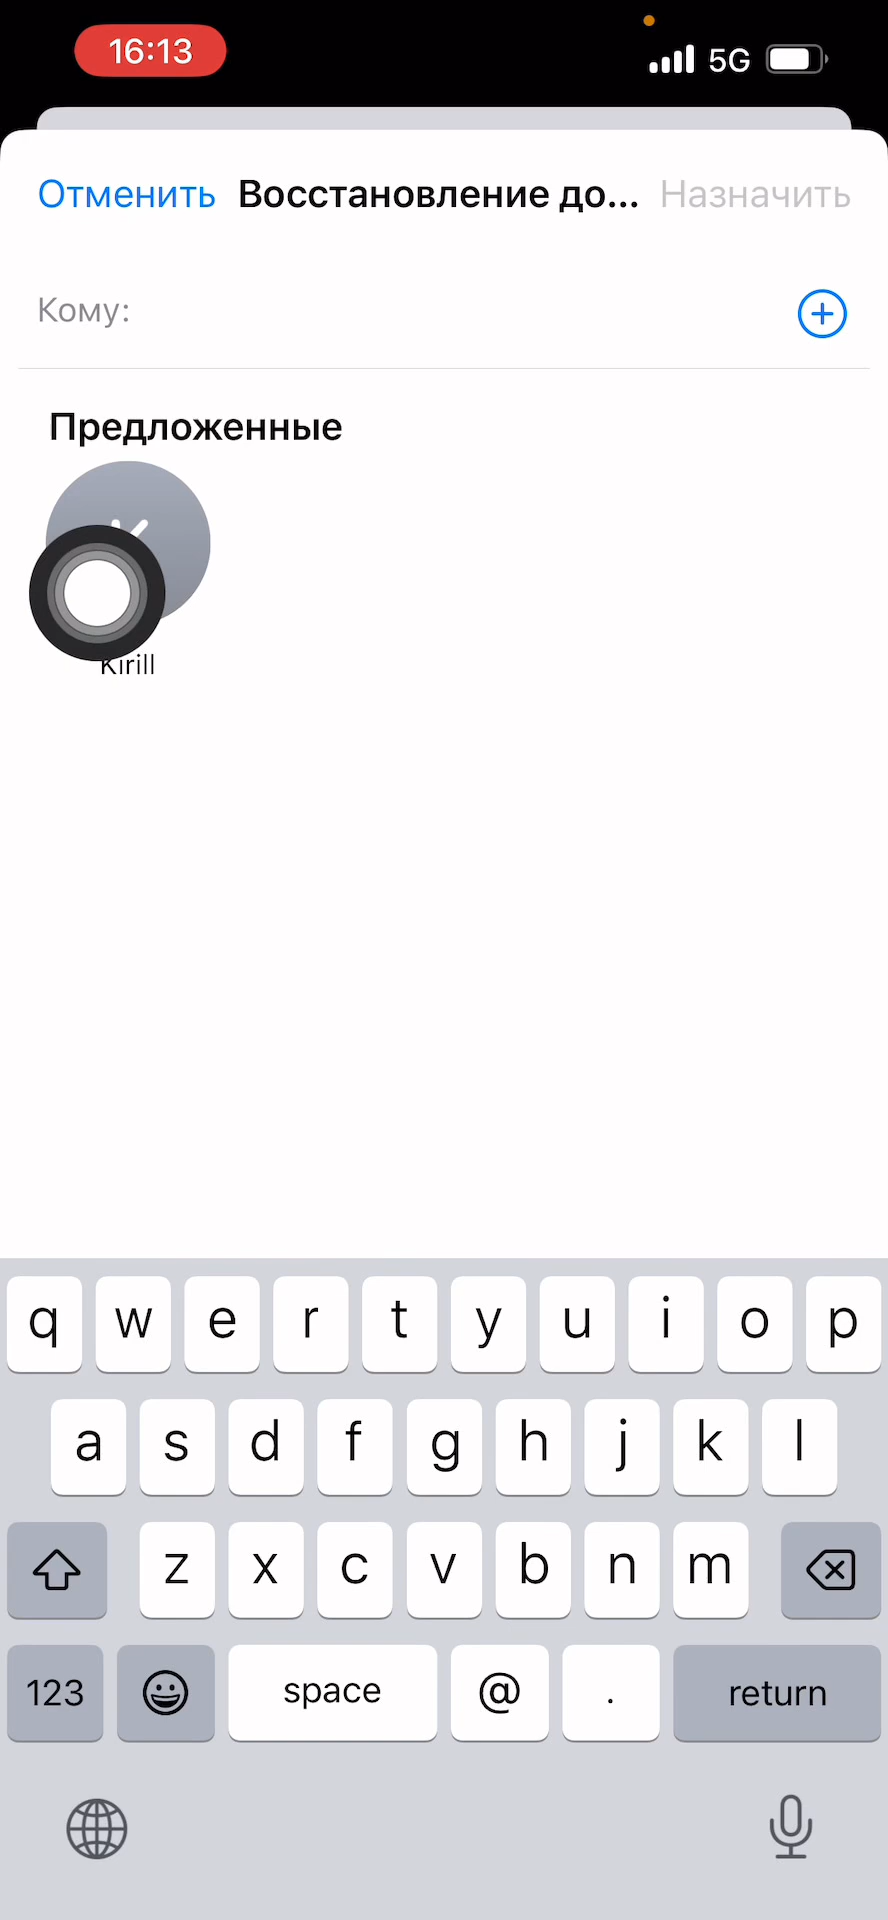 16:13
5G
Отменить Восстановление до... Назначить
Кому:
Предложенные
Kirill
q w e r t y u i o p
a s d f g h j k l
z x c v b n m
123 space @ . return